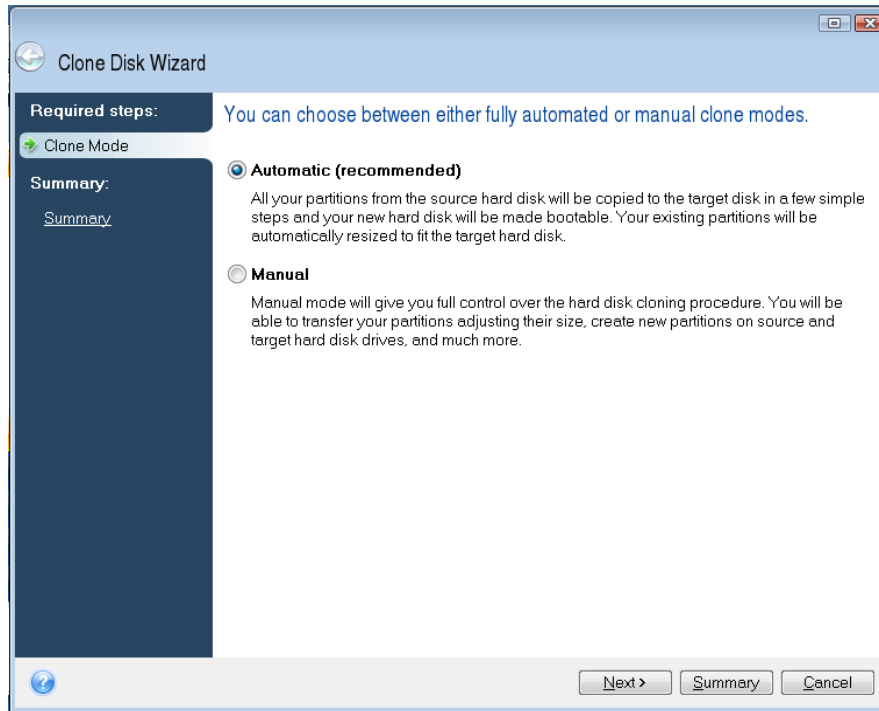 Clone Disk Wizard
Required steps:
Clone Mode
Summary:
Summary
You can choose between either fully automated or manual clone modes.
Automatic (recommended)
All your partitions from the source hard disk will be copied to the target disk in a few simple
steps and your new hard disk will be made bootable. Your existing partitions will be
automatically resized to fit the target hard disk.
Manual
Manual mode will give you full control over the hard disk cloning procedure. You will be
able to transfer your partitions adjusting their size, create new partitions on source and
target hard disk drives, and much more.
?
Next >
Summary
Cancel